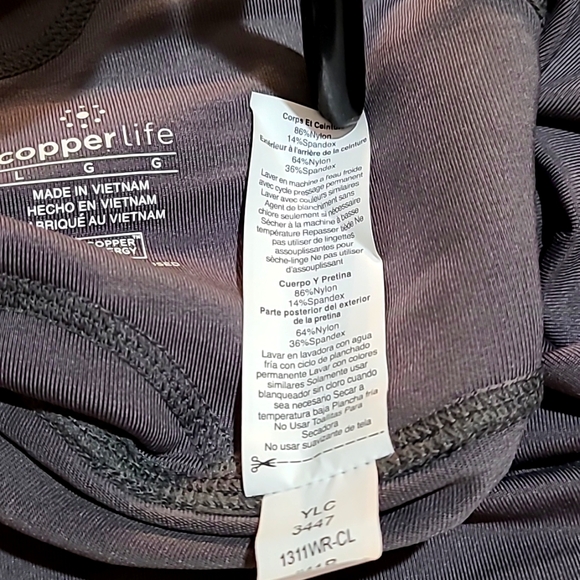 copperlife
L G G
MADE IN VIETNAM
HECHO EN VIETNAM
FABRIQUÉ AU VIETNAM
COPPER
Corps Et Ceinture
86%Nylon
14%Spandex
Extérieur à l'arrière de la ceinture
64%Nylon
36%Spandex
Laver en machine à l'eau froide
avec cycle pressage permanent
Laver avec couleurs similaires
Agent de blanchiment sans
chlore seulement si nécessaire
Sécher à la machine à basse
température Repasser tiède Ne
pas utiliser de lingettes
assouplissantes pour
sèche-linge Ne pas utiliser
d'assouplissant
Cuerpo Y Pretina
86%Nylon
14%Spandex
Parte posterior del exterior
de la pretina
64%Nylon
36%Spandex
Lavar en lavadora con agua
fría con ciclo de planchado
permanente Lavar con colores
similares Solamente usar
blanqueador sin cloro cuando
sea necesano Secar a
temperatura baja Plancha fría
No Usar Toallitas Para
Secadora
No usar suavizante de tela
YLC
3447
1311WR-CL